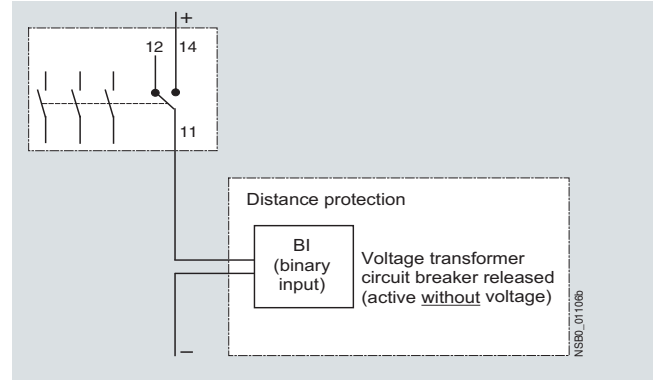 +
12 14
11
Distance protection
BI
(binary
input)
Voltage transformer
circuit breaker released
(active without voltage)
–
NSB0_01106b